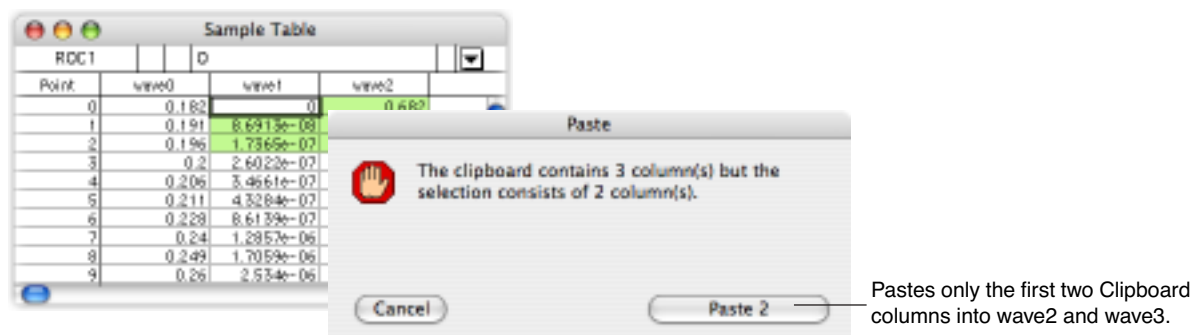 Sample Table
R0C1 0
Point wave0 wave1 wave2
0 0.182 0 0.682
1 0.191 8.6913e-08
2 0.196 1.7365e-07
3 0.2 2.6022e-07
4 0.206 3.4661e-07
5 0.211 4.3284e-07
6 0.228 8.6139e-07
7 0.24 1.2857e-06
8 0.249 1.7059e-06
9 0.26 2.534e-06
Paste
The clipboard contains 3 column(s) but the
selection consists of 2 column(s).
Cancel Paste 2
Pastes only the first two Clipboard
columns into wave2 and wave3.